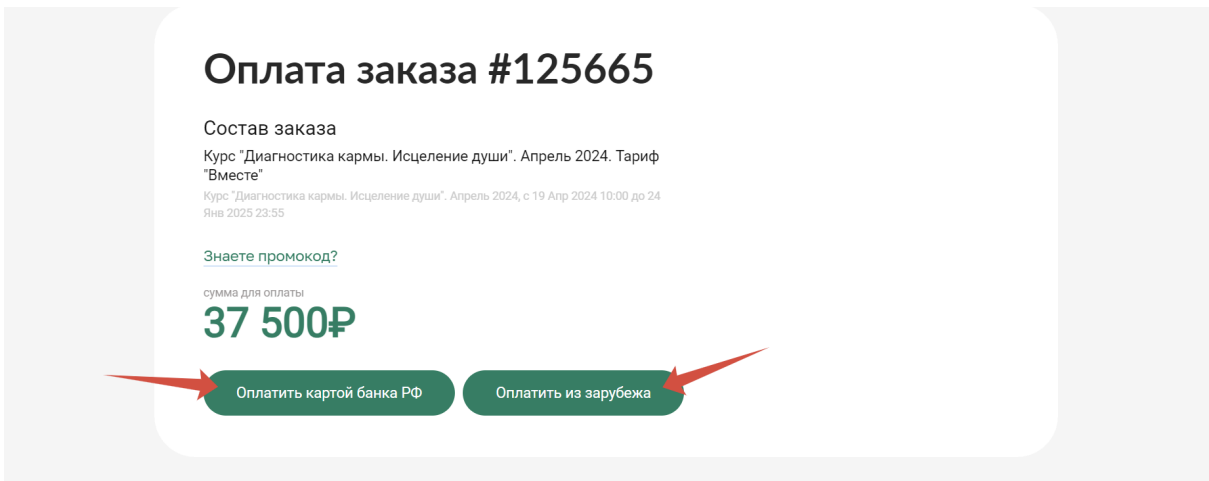 Оплата заказа #125665
Состав заказа
Курс "Диагностика кармы. Исцеление души". Апрель 2024. Тариф
"Вместе"
Курс "Диагностика кармы. Исцеление души". Апрель 2024, с 19 Апр 2024 10:00 до 24
Янв 2025 23:55
Знаете промокод?
сумма для оплаты
37 500₽
Оплатить картой банка РФ
Оплатить из зарубежа